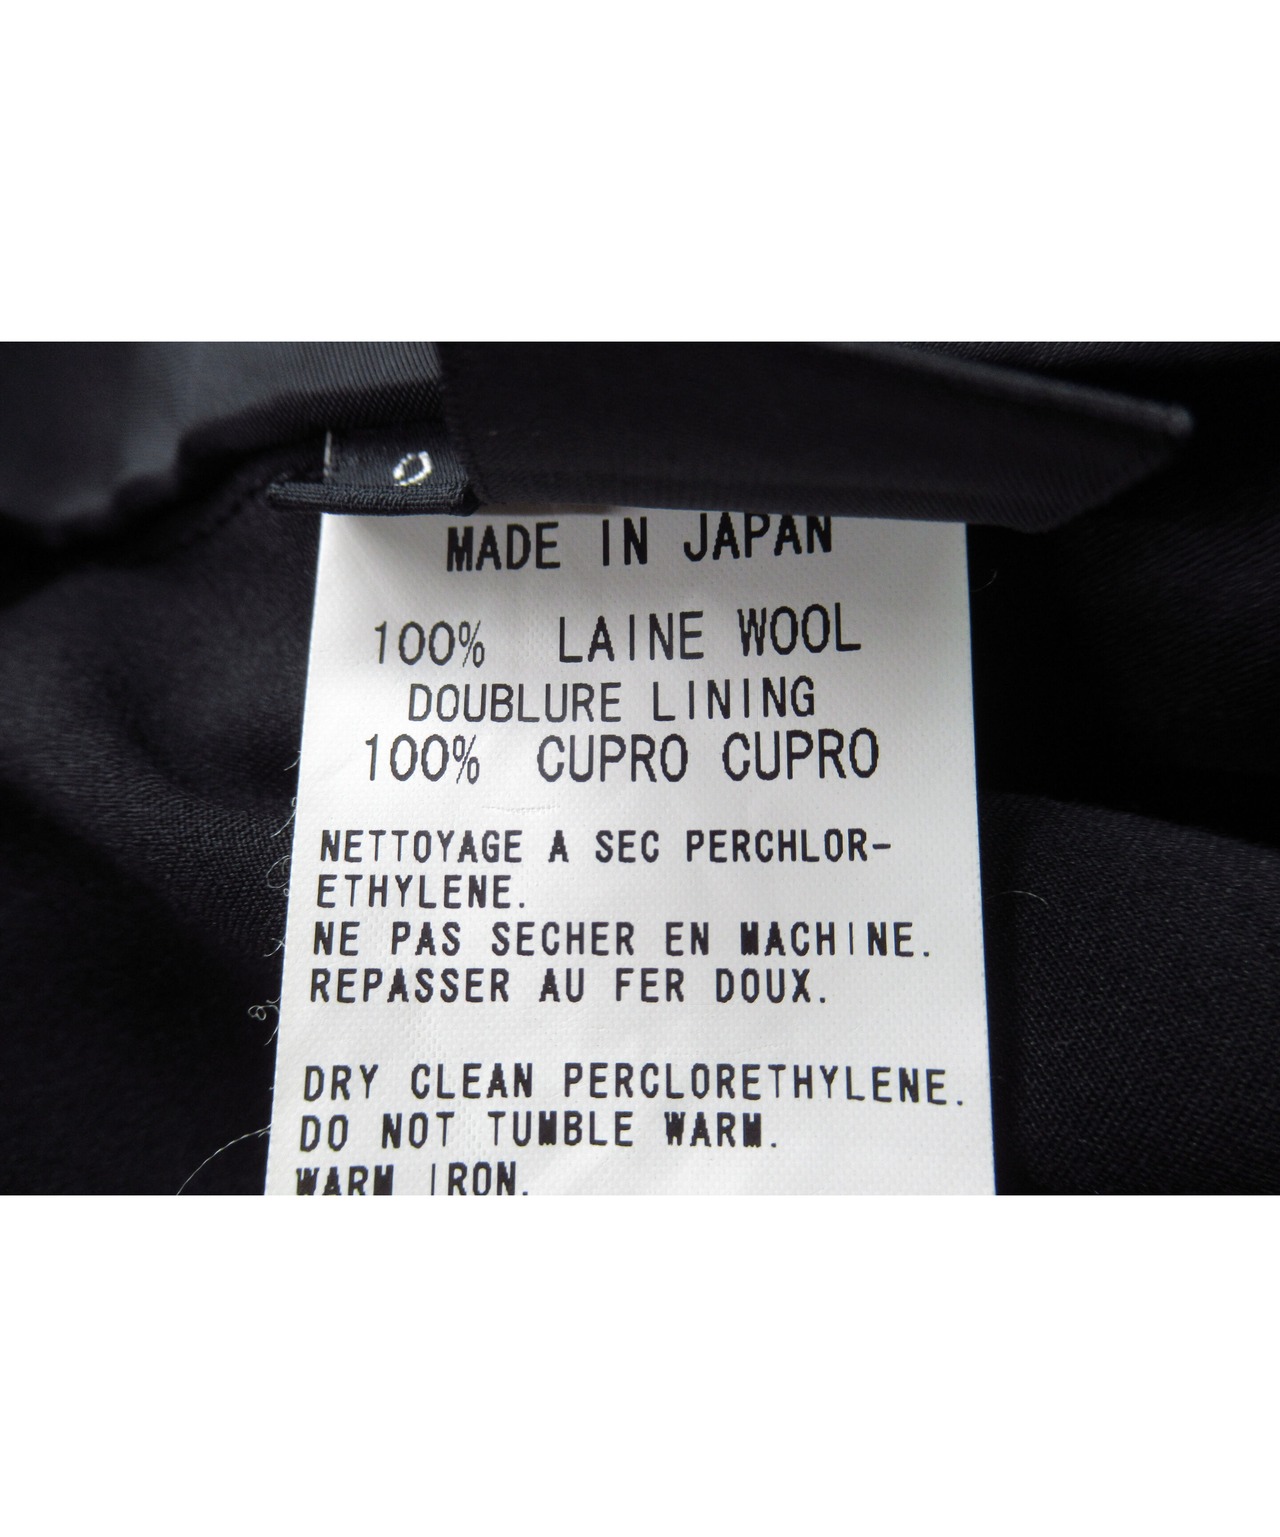 0
MADE IN JAPAN
100% LAINE WOOL
DOUBLURE LINING
100% CUPRO CUPRO
NETTOYAGE A SEC PERCHLOR-
ETHYLENE.
NE PAS SECHER EN MACHINE.
REPASSER AU FER DOUX.
DRY CLEAN PERCLORETHYLENE.
DO NOT TUMBLE WARM.
WARM IRON.